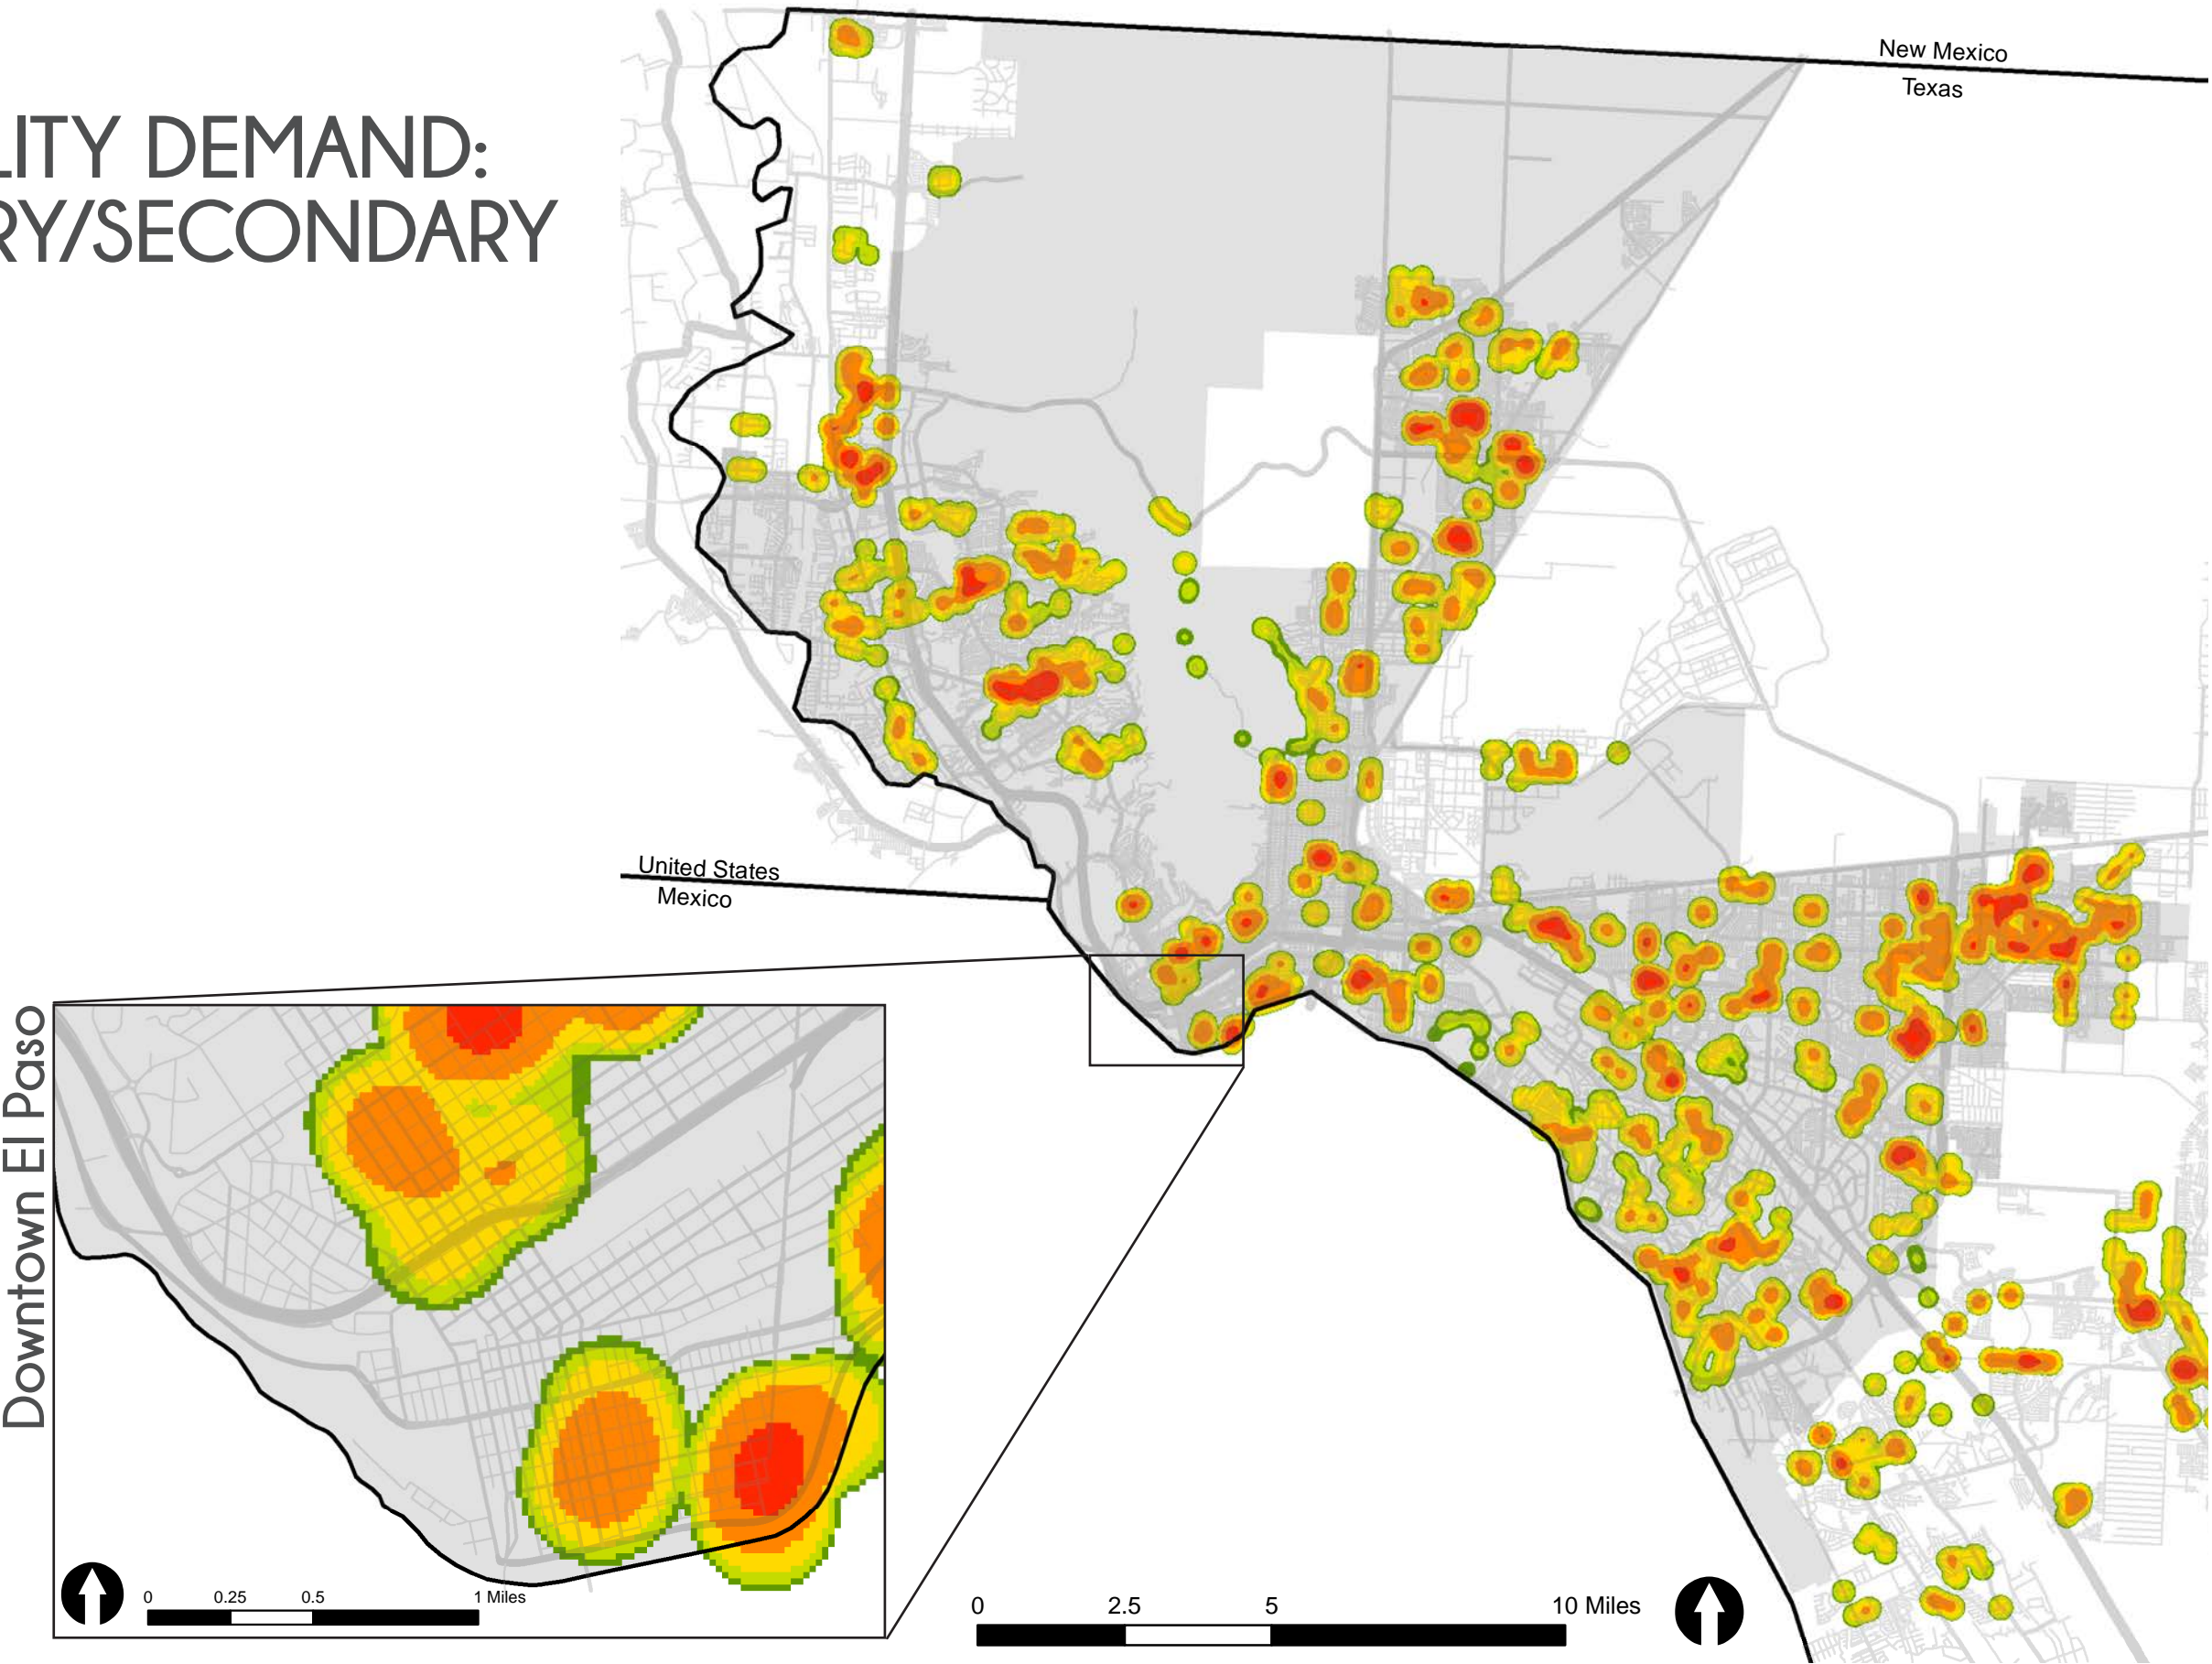 LITY DEMAND:
RY/SECONDARY
New Mexico
Texas
United States
Mexico
Downtown El Paso
0 0.25 0.5 1 Miles
0 2.5 5 10 Miles